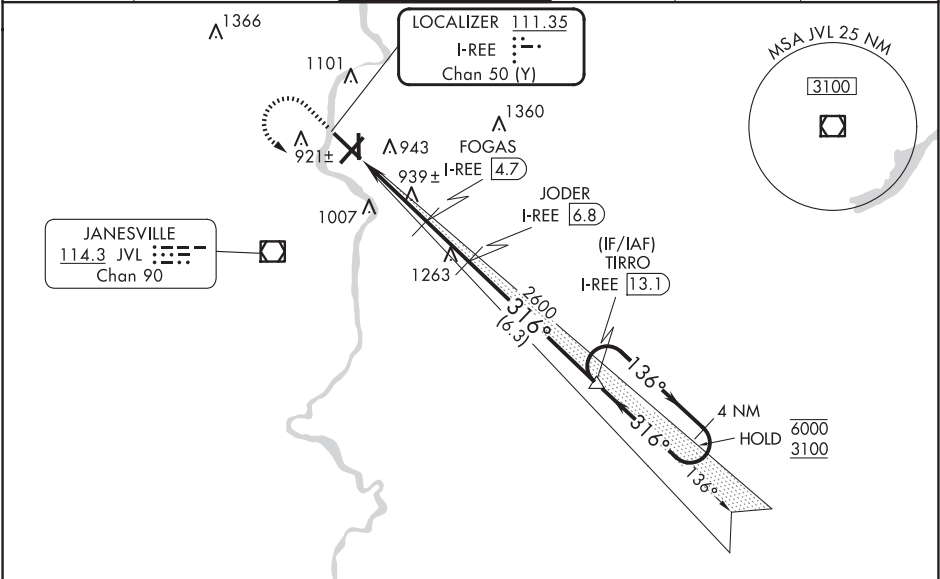 1366
LOCALIZER 111.35
I-REE
Chan 50 (Y)
MSA JVL 25 NM
3100
1101
1360
943
921±
FOGAS
I-REE 4.7
939±
JODER
I-REE 6.8
1007
JANESVILLE
114.3 JVL
Chan 90
1263
(IF/IAF)
TIRRO
I-REE 13.1
2600
316°
(6.3)
136°
4 NM
HOLD 6000
3100
316°
136°